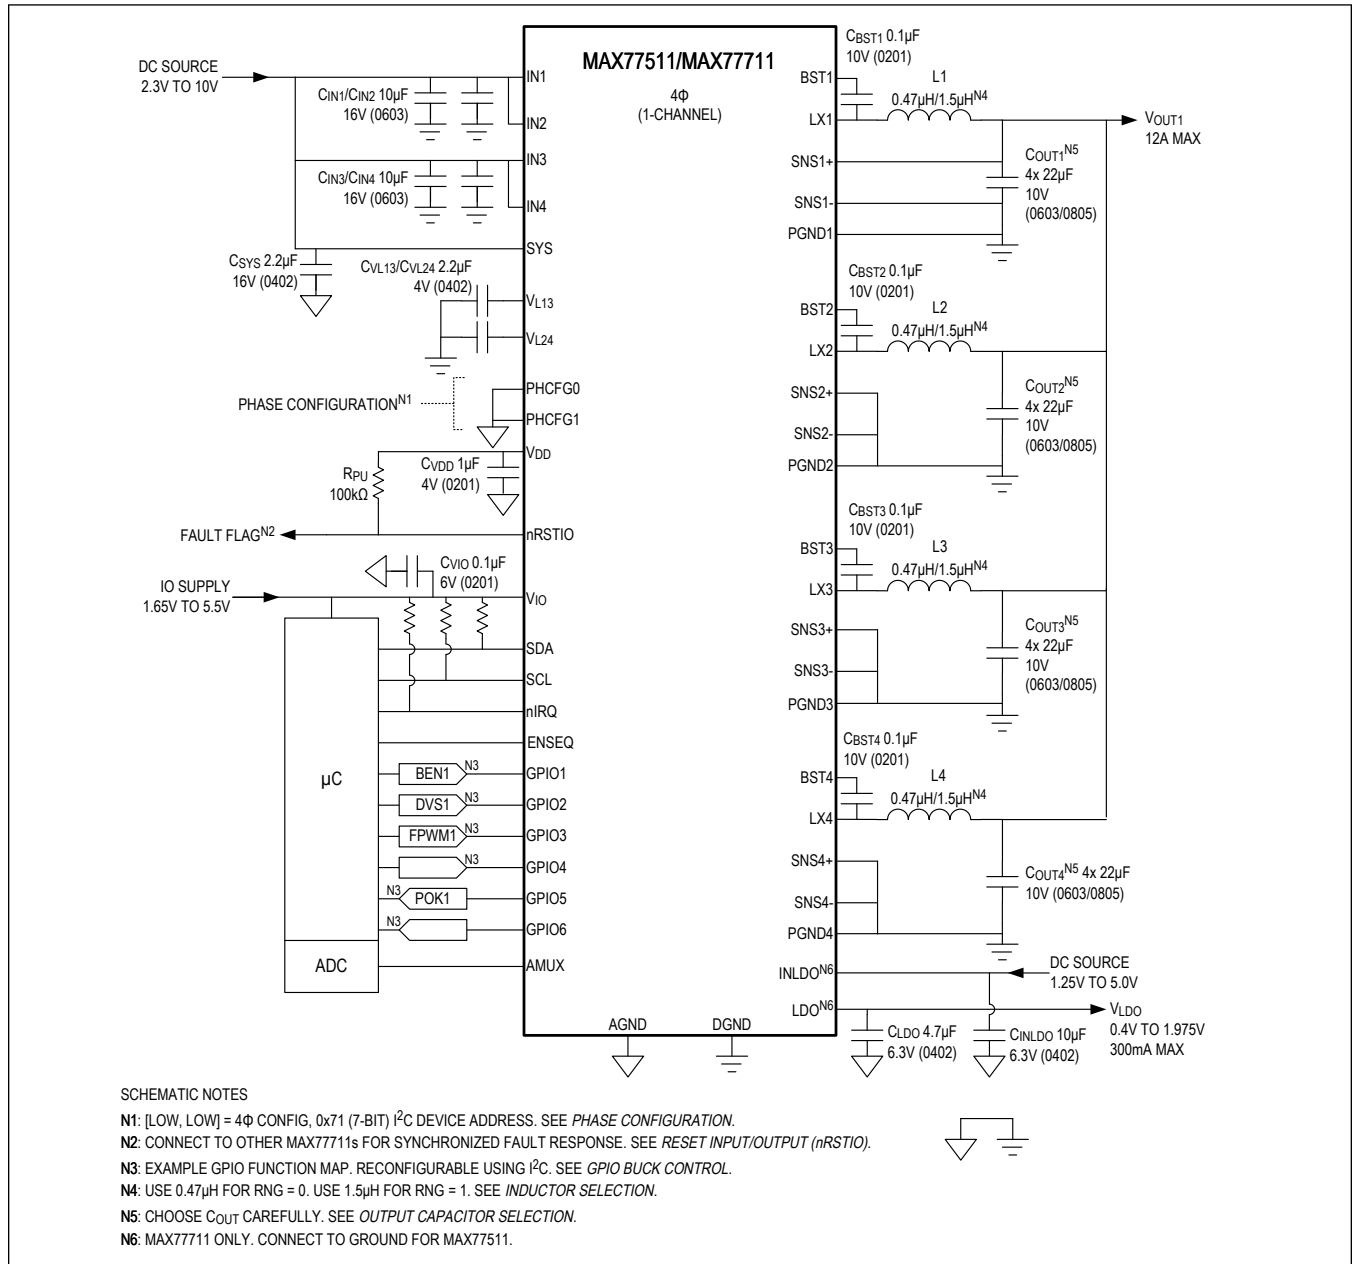 MAX77511/MAX77711
4Φ
(1-CHANNEL)
DC SOURCE
2.3V TO 10V
CIN1/CIN2 10µF
16V (0603)
CIN3/CIN4 10µF
16V (0603)
CSYS 2.2µF
16V (0402)
CVL13/CVL24 2.2µF
4V (0402)
PHASE CONFIGURATION N1
RPU
100kΩ
CVDD 1µF
4V (0201)
FAULT FLAG N2
CVIO 0.1µF
6V (0201)
IO SUPPLY
1.65V TO 5.5V
µC
ADC
BEN1 N3
DVS1 N3
FPWM1 N3
N3
N3 POK1
N3
IN1
IN2
IN3
IN4
SYS
VL13
VL24
PHCFG0
PHCFG1
VDD
nRSTIO
VIO
SDA
SCL
nIRQ
ENSEQ
GPIO1
GPIO2
GPIO3
GPIO4
GPIO5
GPIO6
AMUX
AGND
DGND
BST1
LX1
SNS1+
SNS1-
PGND1
BST2
LX2
SNS2+
SNS2-
PGND2
BST3
LX3
SNS3+
SNS3-
PGND3
BST4
LX4
SNS4+
SNS4-
PGND4
INLDO N6
LDO N6
CBST1 0.1µF
10V (0201)
L1
0.47µH/1.5µH N4
VOUT1
12A MAX
COUT1 N5
4x 22µF
10V
(0603/0805)
CBST2 0.1µF
10V (0201)
L2
0.47µH/1.5µH N4
COUT2 N5
4x 22µF
10V
(0603/0805)
CBST3 0.1µF
10V (0201)
L3
0.47µH/1.5µH N4
COUT3 N5
4x 22µF
10V
(0603/0805)
CBST4 0.1µF
10V (0201)
L4
0.47µH/1.5µH N4
COUT4 N5 4x 22µF
10V (0603/0805)
DC SOURCE
1.25V TO 5.0V
VLDO
0.4V TO 1.975V
300mA MAX
CLDO 4.7µF
6.3V (0402)
CINLDO 10µF
6.3V (0402)
SCHEMATIC NOTES
N1: [LOW, LOW] = 4Φ CONFIG, 0x71 (7-BIT) I2C DEVICE ADDRESS. SEE PHASE CONFIGURATION.
N2: CONNECT TO OTHER MAX77711s FOR SYNCHRONIZED FAULT RESPONSE. SEE RESET INPUT/OUTPUT (nRSTIO).
N3: EXAMPLE GPIO FUNCTION MAP. RECONFIGURABLE USING I2C. SEE GPIO BUCK CONTROL.
N4: USE 0.47µH FOR RNG = 0. USE 1.5µH FOR RNG = 1. SEE INDUCTOR SELECTION.
N5: CHOOSE COUT CAREFULLY. SEE OUTPUT CAPACITOR SELECTION.
N6: MAX77711 ONLY. CONNECT TO GROUND FOR MAX77511.